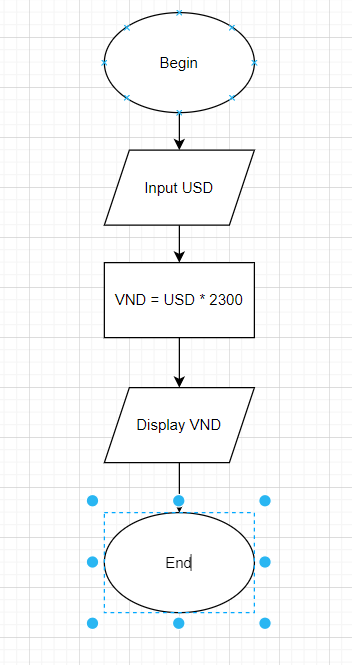 Begin
Input USD
VND = USD * 2300
Display VND
End